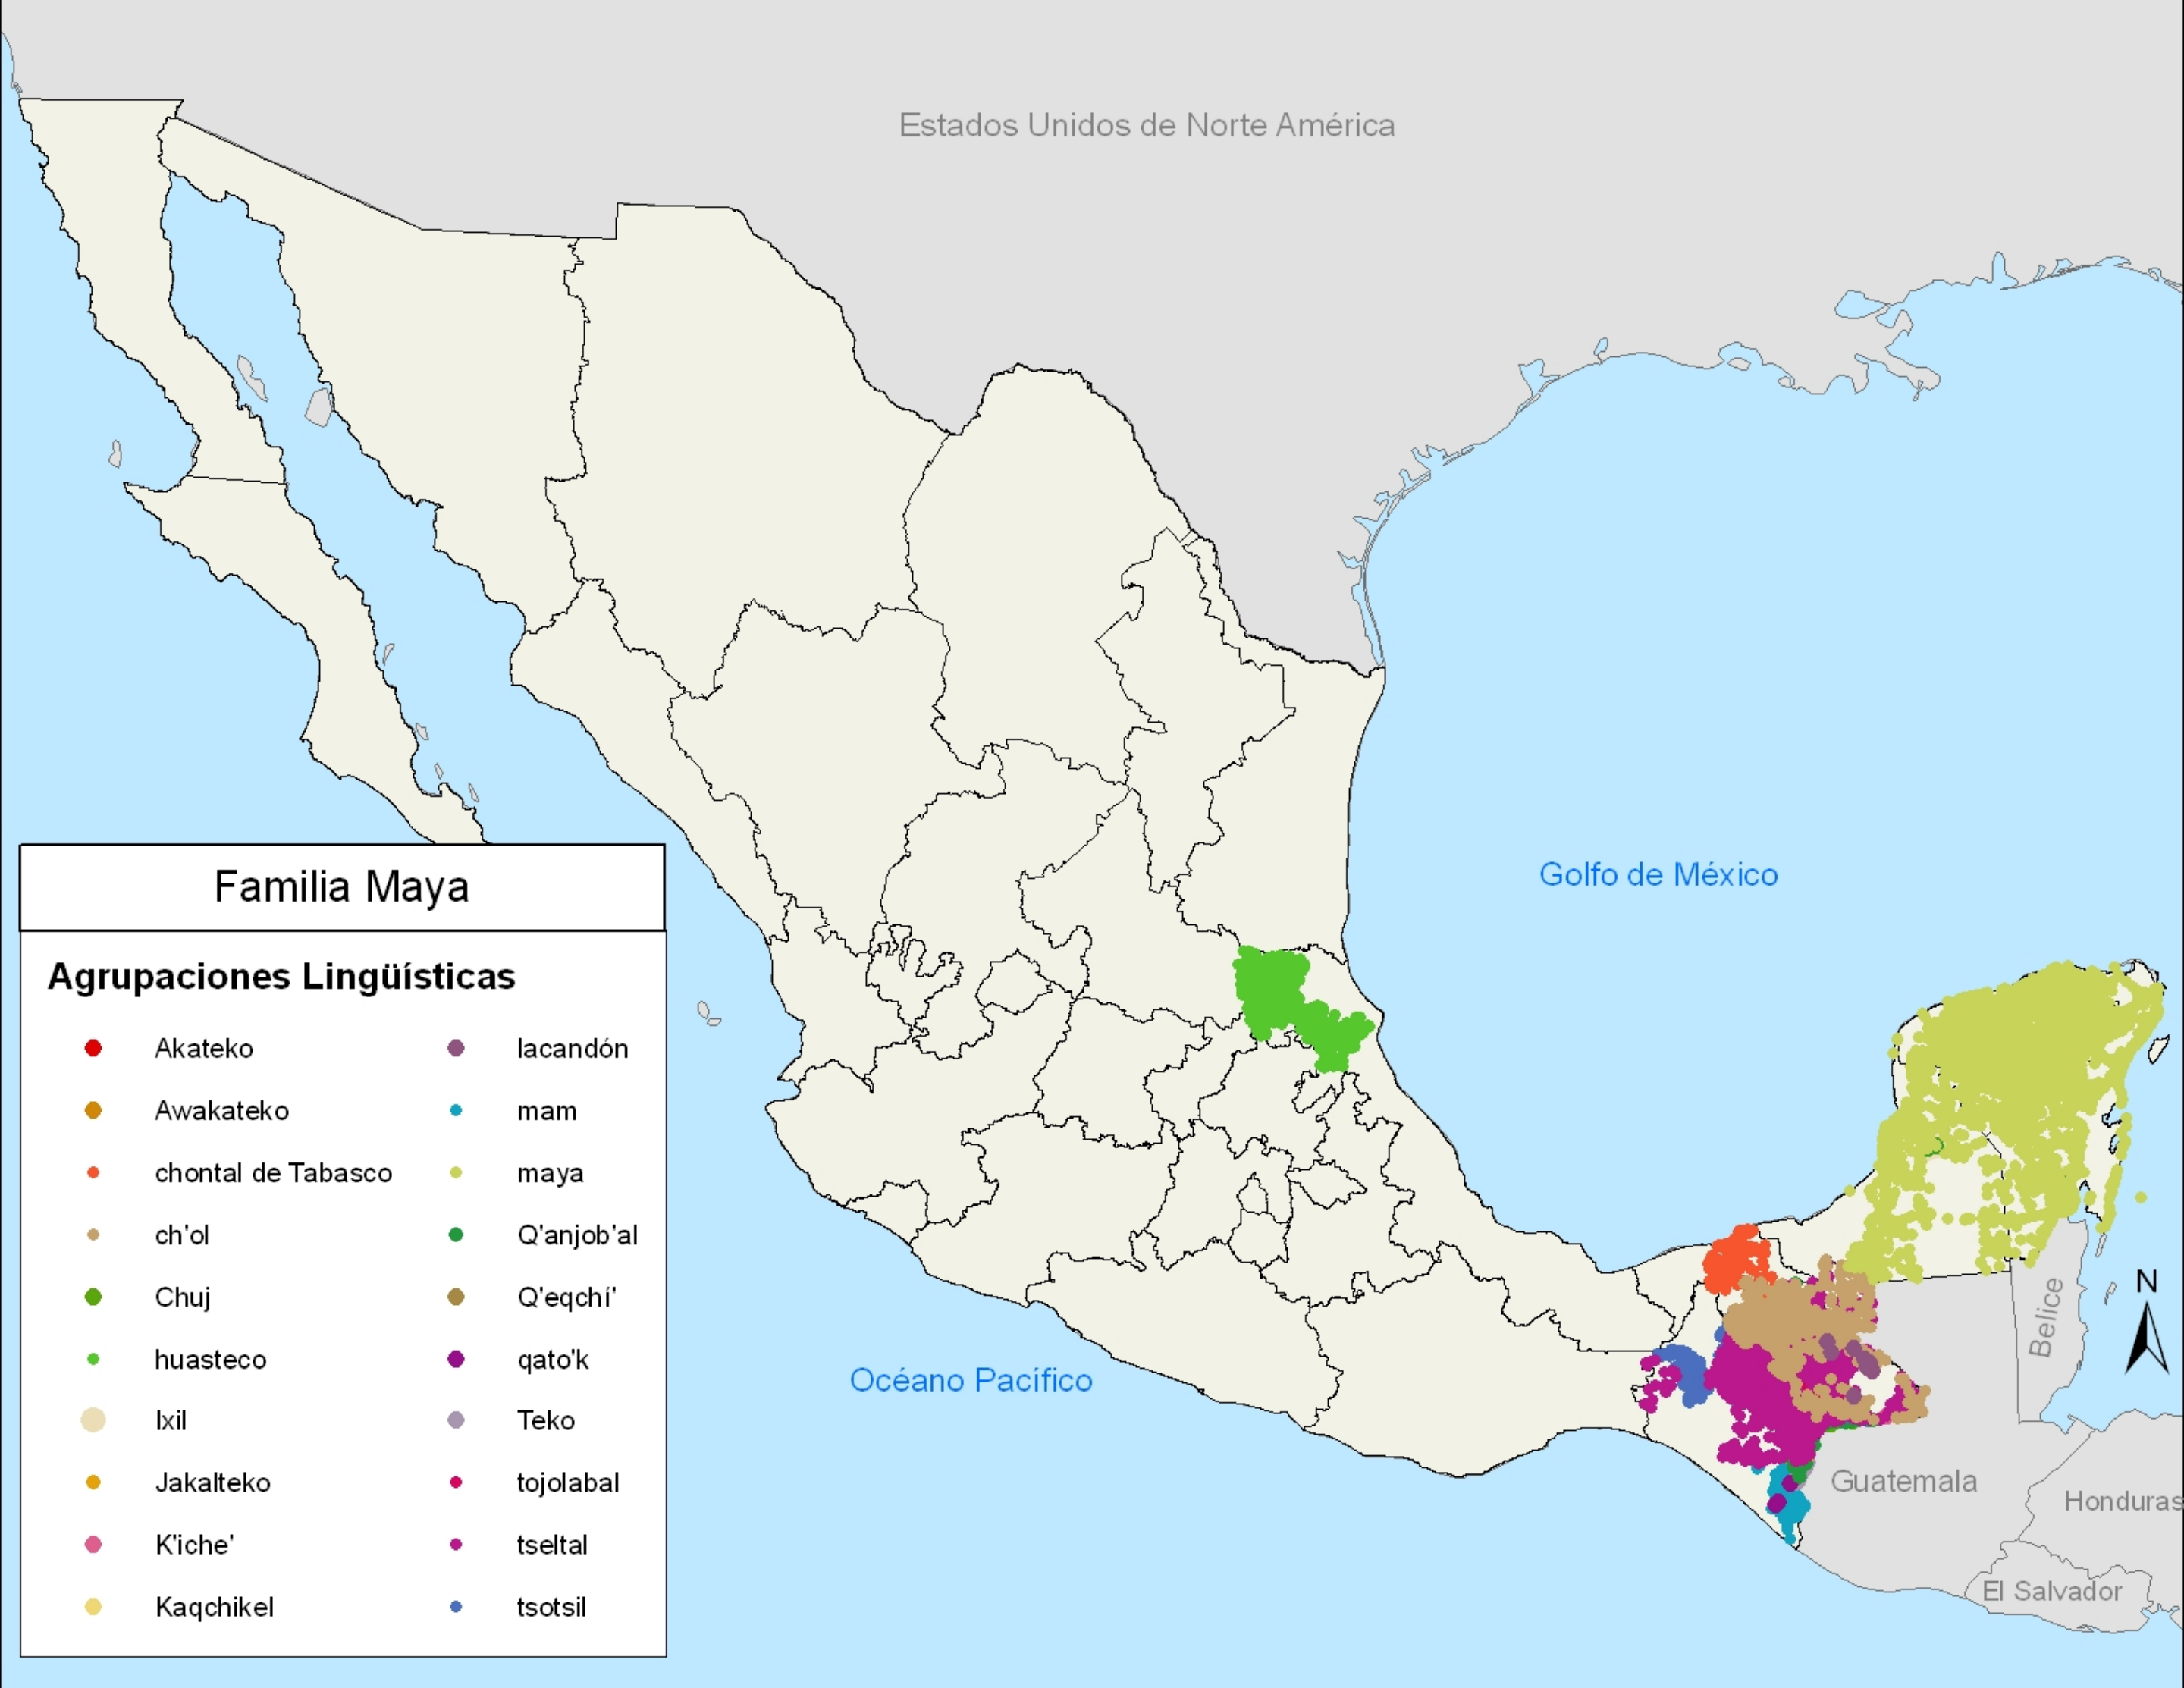 Estados Unidos de Norte América
Golfo de México
Océano Pacífico
Belice
N
Guatemala
Honduras
El Salvador
Familia Maya
Agrupaciones Lingüísticas
Akateko
Awakateko
chontal de Tabasco
ch'ol
Chuj
huasteco
Ixil
Jakalteko
K'iche'
Kaqchikel
lacandón
mam
maya
Q'anjob'al
Q'eqchí'
qato'k
Teko
tojolabal
tseltal
tsotsil